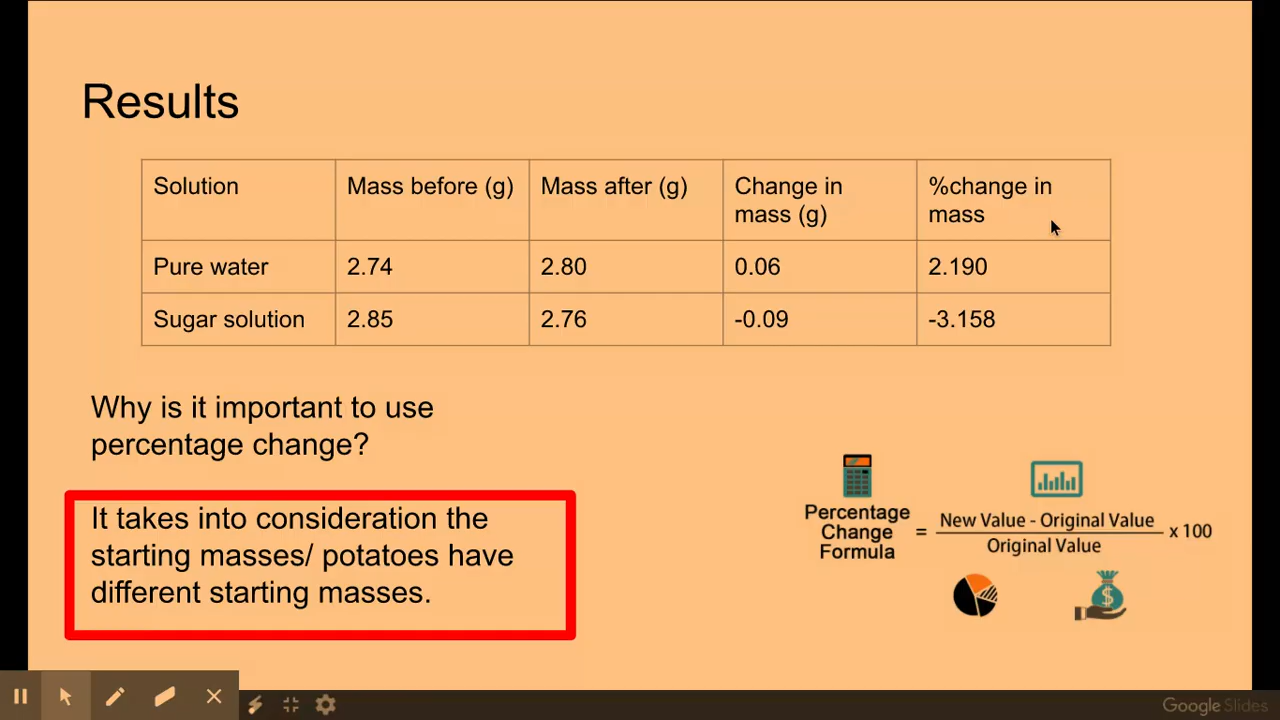 Results
Solution Mass before (g) Mass after (g) Change in mass (g) %change in mass
Pure water 2.74 2.80 0.06 2.190
Sugar solution 2.85 2.76 -0.09 -3.158
Why is it important to use
percentage change?
It takes into consideration the
starting masses/ potatoes have
different starting masses.
Percentage
Change
Formula
=
New Value - Original Value
Original Value
x 100
$
Google Slides